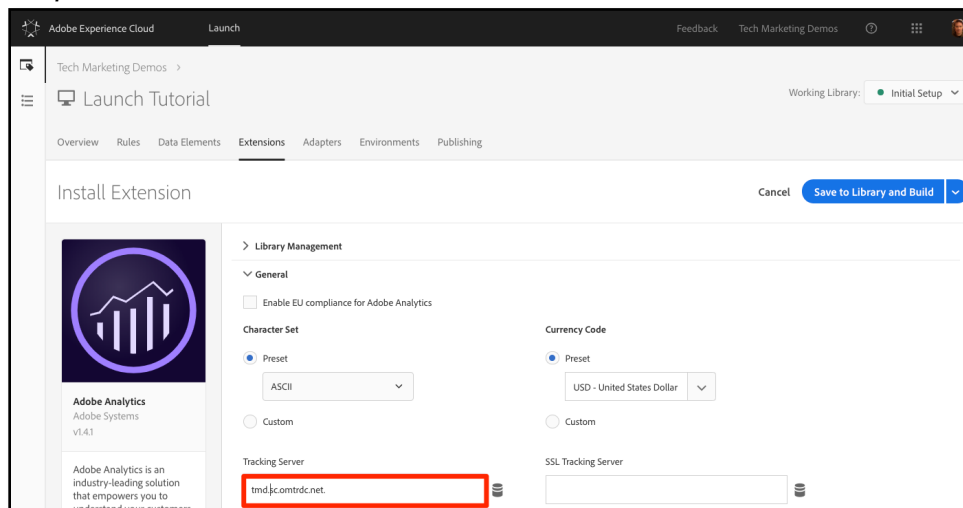 Adobe Experience Cloud Launch Feedback Tech Marketing Demos
Tech Marketing Demos >
Launch Tutorial
Working Library: Initial Setup
Overview Rules Data Elements Extensions Adapters Environments Publishing
Install Extension
Cancel Save to Library and Build
Library Management
General
Enable EU compliance for Adobe Analytics
Character Set Currency Code
Preset Preset
ASCII USD - United States Dollar
Custom Custom
Tracking Server SSL Tracking Server
tmd.sc.omtrdc.net.
Adobe Analytics
Adobe Systems
v1.4.1
Adobe Analytics is an
industry-leading solution
that empowers you to
understand your customers